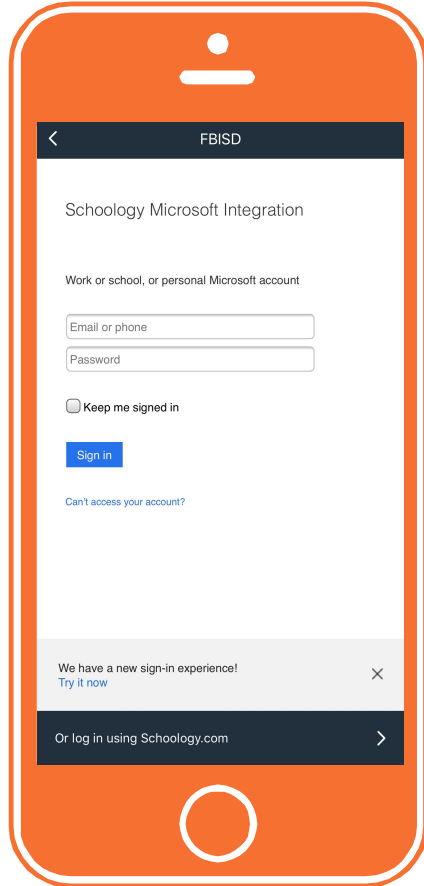 FBISD
Schoology Microsoft Integration
Work or school, or personal Microsoft account
Email or phone
Password
Keep me signed in
Sign in
Can't access your account?
We have a new sign-in experience!
Try it now
Or log in using Schoology.com